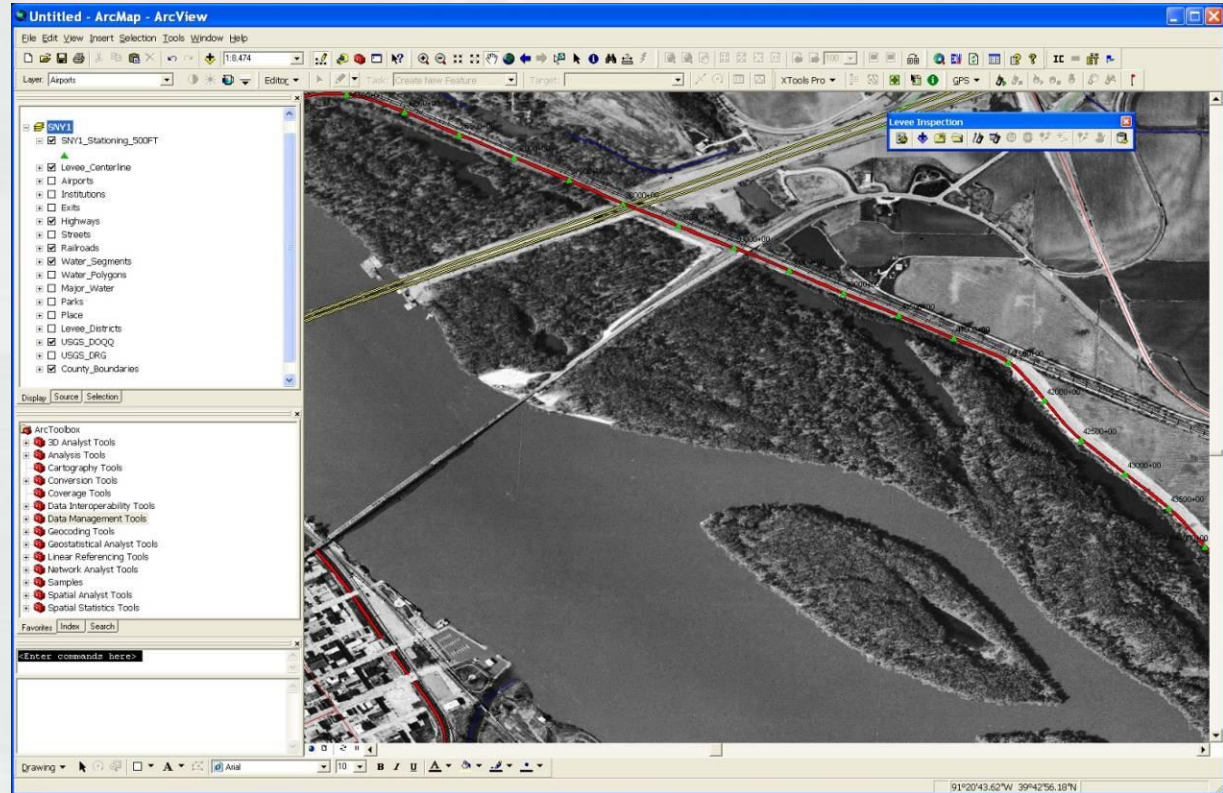 Untitled - ArcMap - ArcView
File Edit View Insert Selection Tools Window Help
1:8,474
100
Layer: Airports
Editor
Task: Create New Feature
Target:
XTools Pro
GPS
SNY1
SNY1_Stationing_500FT
Levee_Centerline
Airports
Institutions
Exits
Highways
Streets
Railroads
Water_Segments
Water_Polygons
Major_Water
Parks
Place
Levee_Districts
USGS_DOQQ
USGS_DRG
County_Boundaries
Display Source Selection
ArcToolbox
3D Analyst Tools
Analysis Tools
Cartography Tools
Conversion Tools
Coverage Tools
Data Interoperability Tools
Data Management Tools
Geocoding Tools
Geostatistical Analyst Tools
Linear Referencing Tools
Network Analyst Tools
Samples
Spatial Analyst Tools
Spatial Statistics Tools
Favorites Index Search
<Enter commands here>
Levee Inspection
42000+00
42500+00
43000+00
43500+00
Drawing
A
Arial
10
B I U A
91°20'43.62"W 39°42'56.18"N